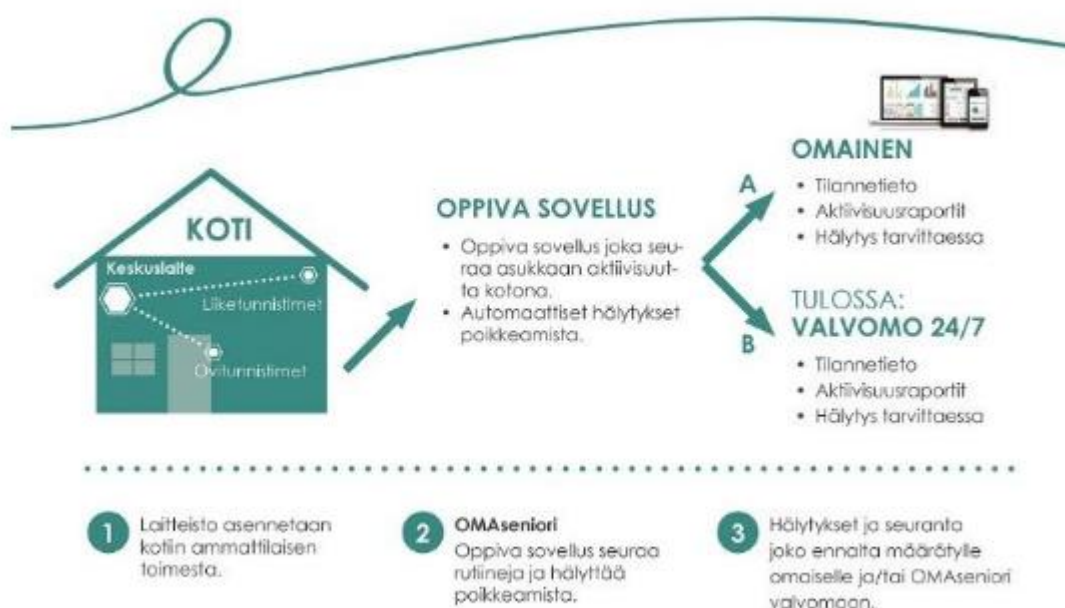 KOTI
Keskuslaite
Liiketunnistimet
Ovitunnistimet
OPPIVA SOVELLUS
• Oppiva sovellus joka seu-
raa asukkaan aktiivisuut-
ta kotona.
• Automaattiset hälytykset
poikkeamista.
A
OMAINEN
• Tilannetieto
• Aktiivisuusraportit
• Hälytys tarvittaessa
B
TULOSSA:
VALVOMO 24/7
• Tilannetieto
• Aktiivisuusraportit
• Hälytys tarvittaessa
1
Laitteisto asennetaan
kotiin ammattilaisen
toimesta.
2
OMAseniori
Oppiva sovellus seuraa
rutiineja ja hälyttää
poikkeamista.
3
Hälytykset ja seuranta
joko ennalta määrätylle
omaiselle ja/tai OMAseniori
valvomoon.